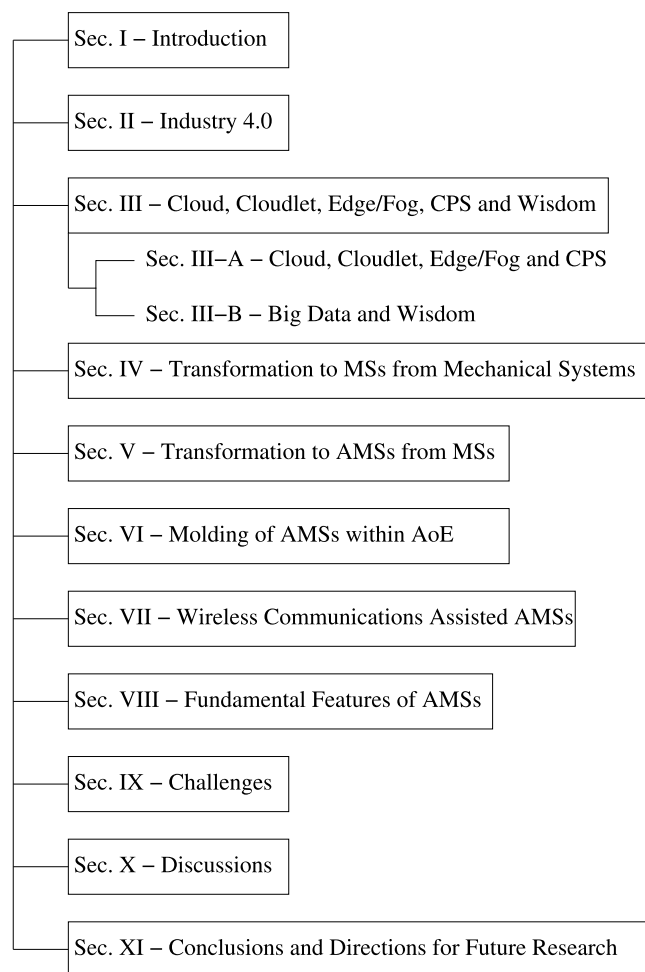 Sec. I − Introduction
Sec. II − Industry 4.0
Sec. III − Cloud, Cloudlet, Edge/Fog, CPS and Wisdom
Sec. III−A − Cloud, Cloudlet, Edge/Fog and CPS
Sec. III−B − Big Data and Wisdom
Sec. IV − Transformation to MSs from Mechanical Systems
Sec. V − Transformation to AMSs from MSs
Sec. VI − Molding of AMSs within AoE
Sec. VII − Wireless Communications Assisted AMSs
Sec. VIII − Fundamental Features of AMSs
Sec. IX − Challenges
Sec. X − Discussions
Sec. XI − Conclusions and Directions for Future Research